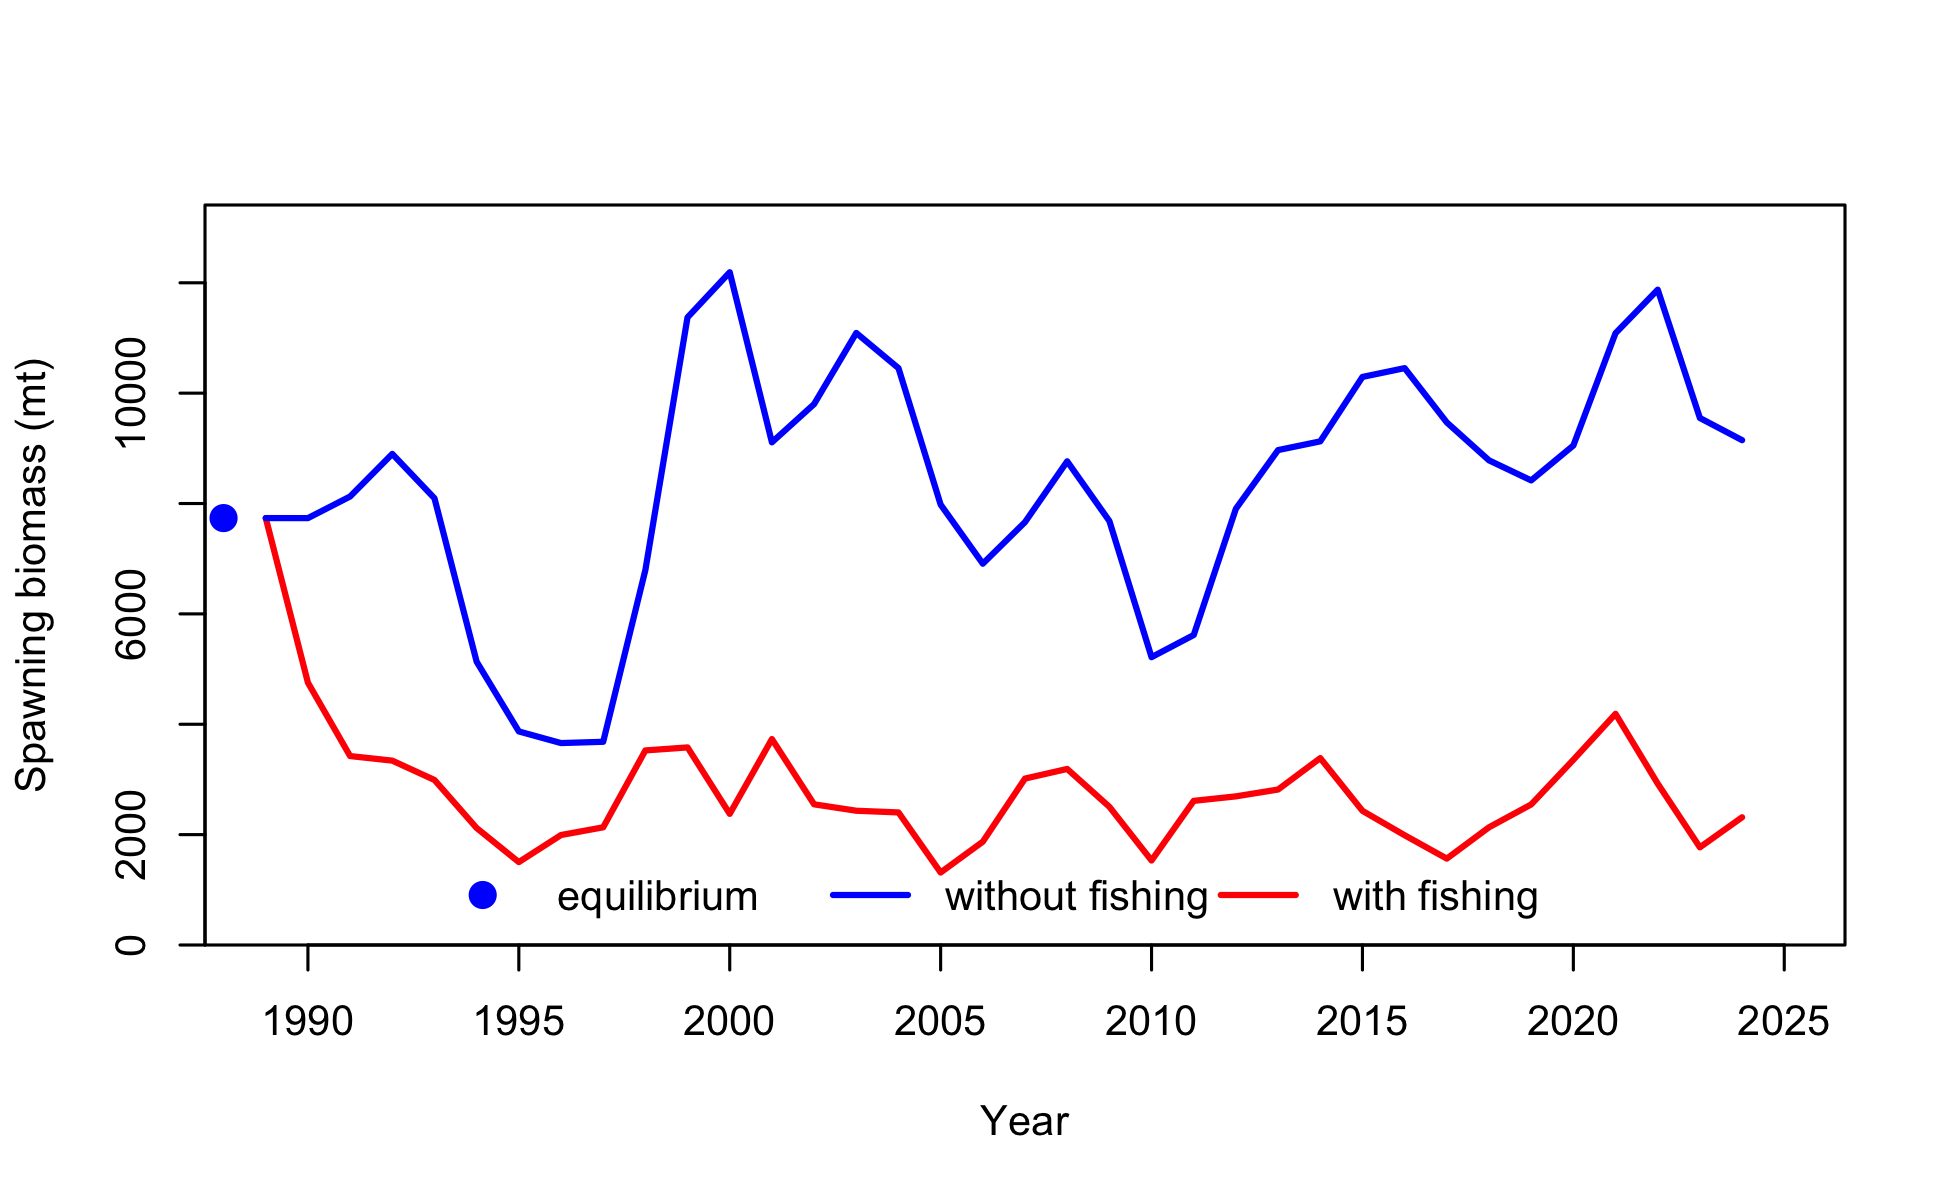 Spawning biomass (mt)
10000
6000
2000
0
equilibrium without fishing with fishing
1990 1995 2000 2005 2010 2015 2020 2025
Year